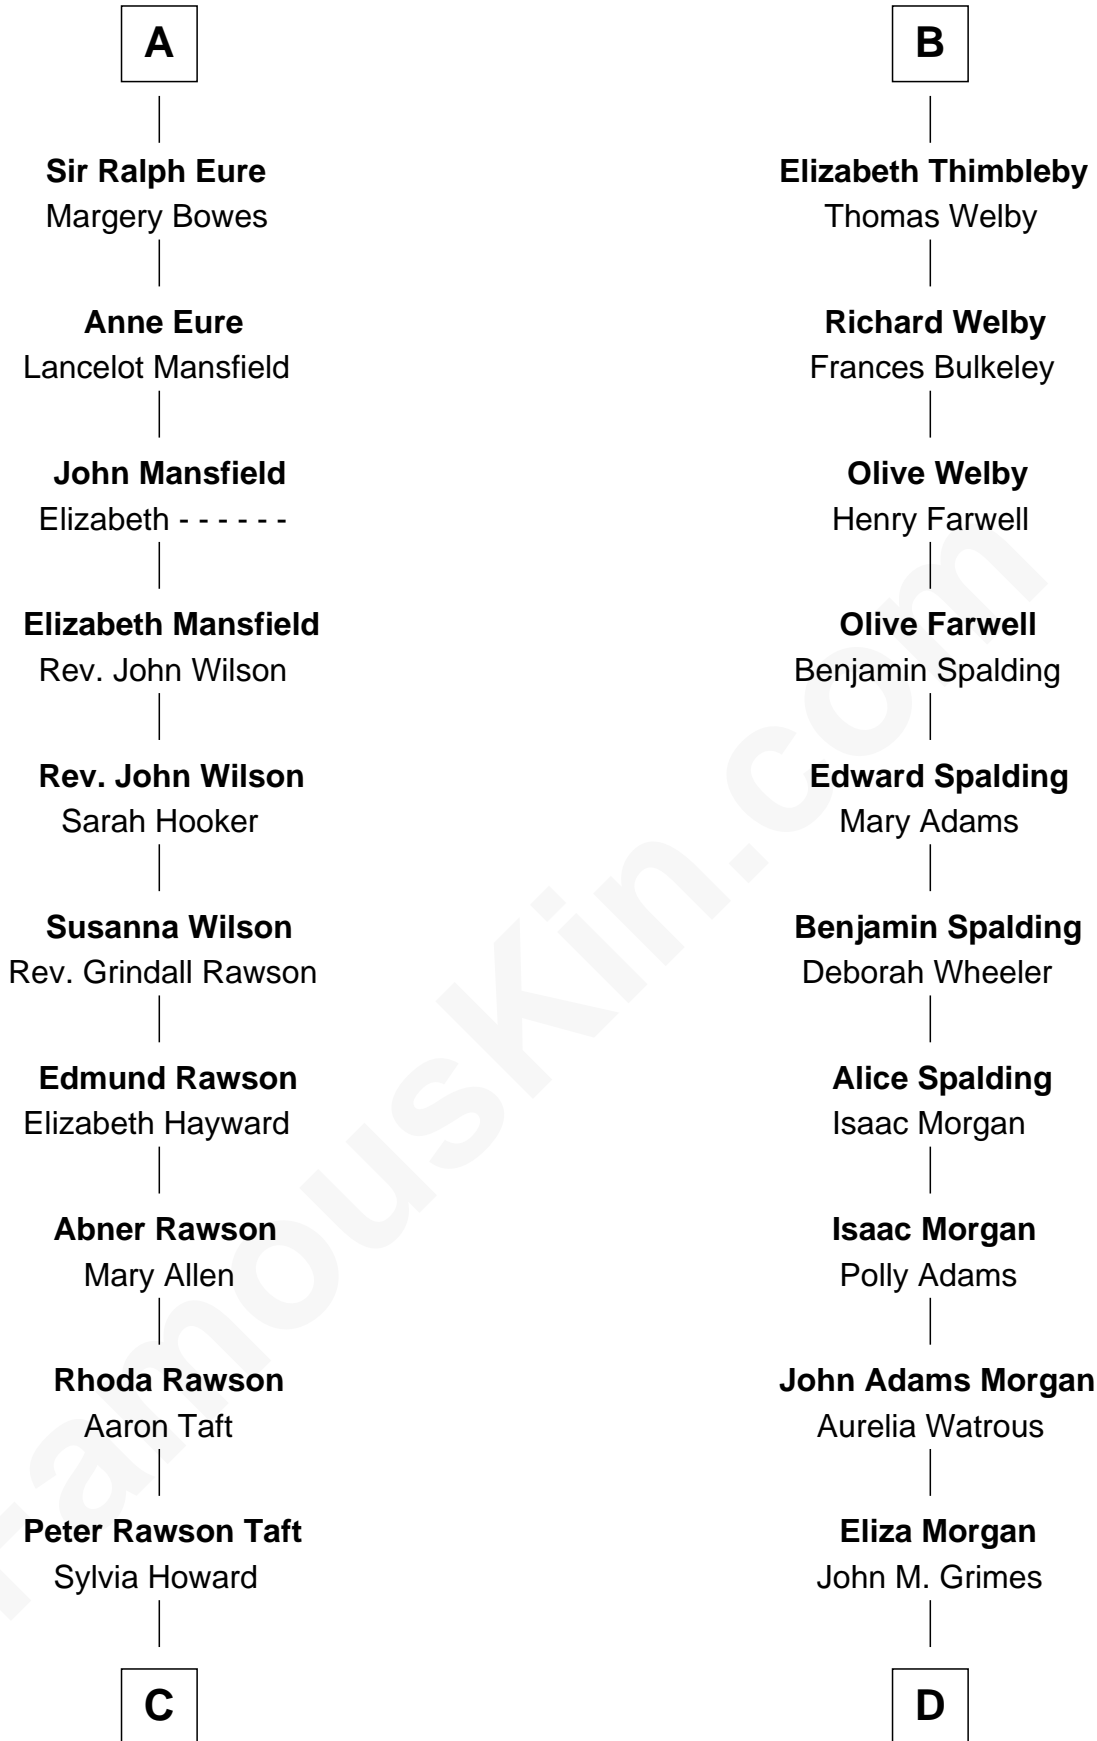 A
Sir Ralph Eure
Margery Bowes
Anne Eure
Lancelot Mansfield
John Mansfield
Elizabeth - - - - - -
Elizabeth Mansfield
Rev. John Wilson
Rev. John Wilson
Sarah Hooker
Susanna Wilson
Rev. Grindall Rawson
Edmund Rawson
Elizabeth Hayward
Abner Rawson
Mary Allen
Rhoda Rawson
Aaron Taft
Peter Rawson Taft
Sylvia Howard
C
B
Elizabeth Thimbleby
Thomas Welby
Richard Welby
Frances Bulkeley
Olive Welby
Henry Farwell
Olive Farwell
Benjamin Spalding
Edward Spalding
Mary Adams
Benjamin Spalding
Deborah Wheeler
Alice Spalding
Isaac Morgan
Isaac Morgan
Polly Adams
John Adams Morgan
Aurelia Watrous
Eliza Morgan
John M. Grimes
D
FamousKin.com